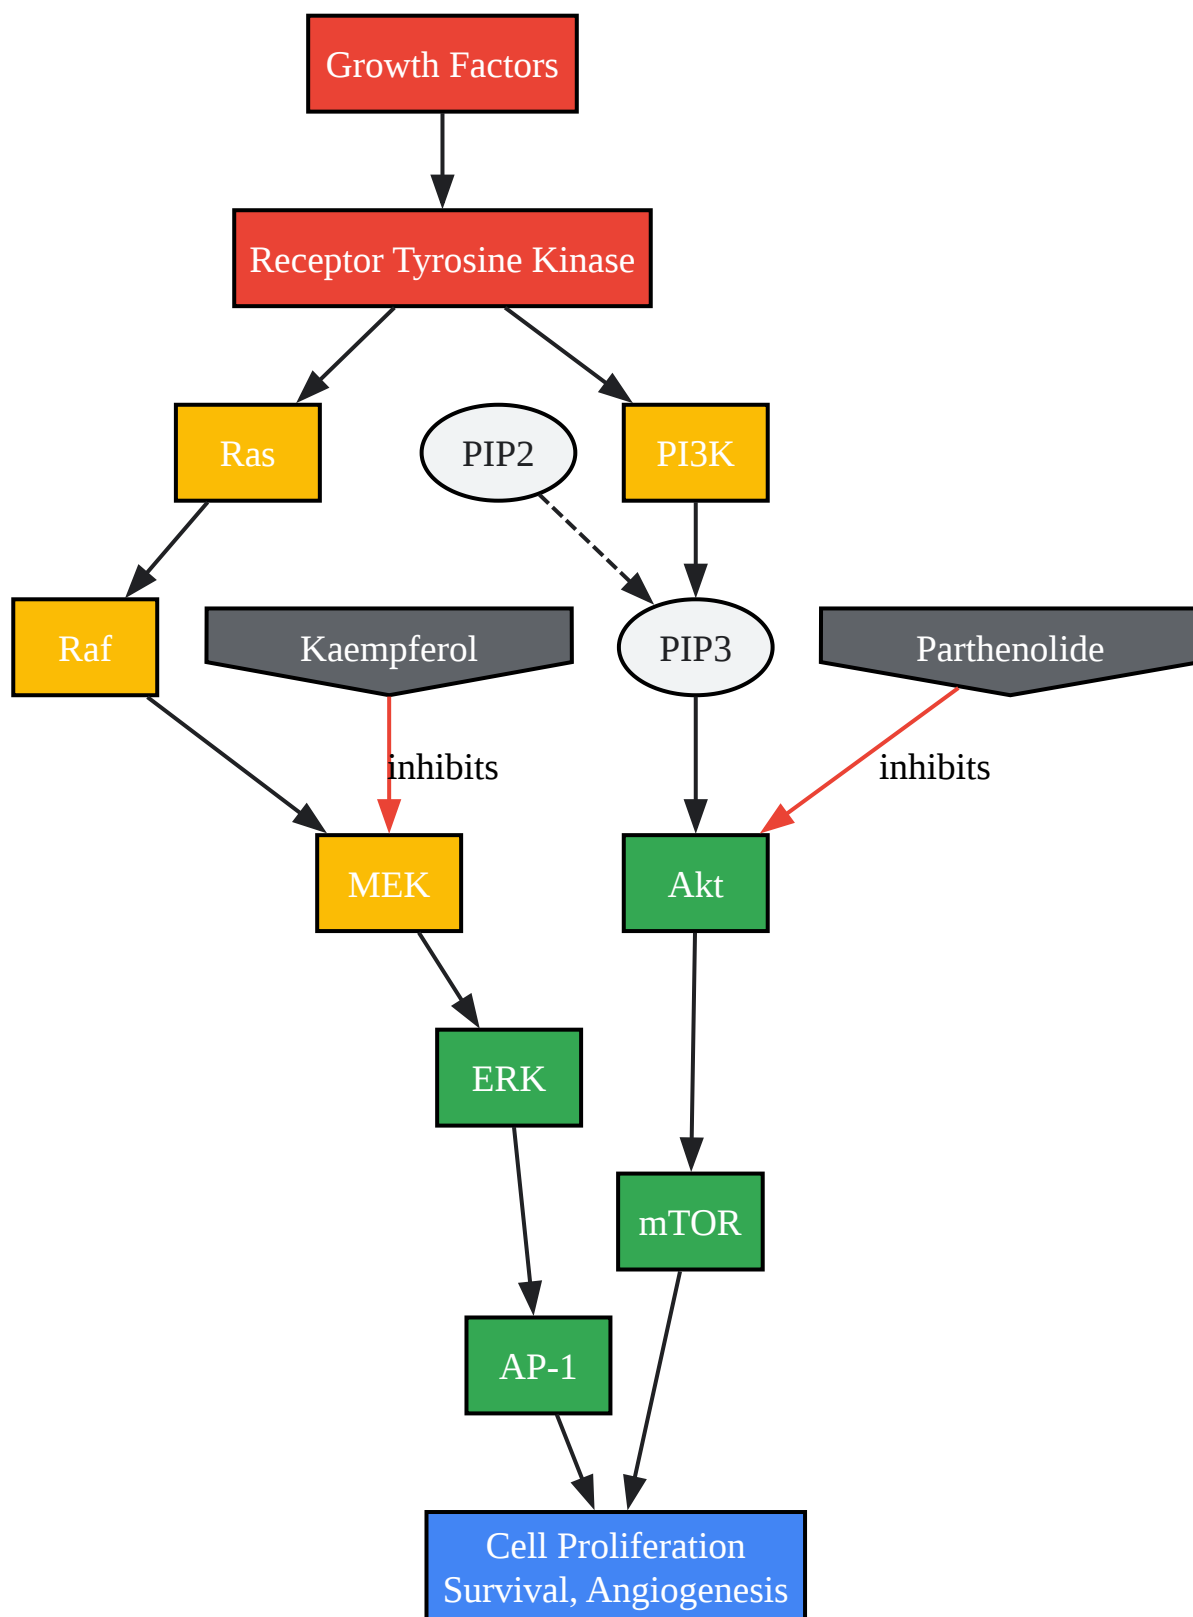 Growth Factors
Receptor Tyrosine Kinase
Ras
PIP2
PI3K
Raf
Kaempferol
PIP3
Parthenolide
inhibits
inhibits
MEK
Akt
ERK
mTOR
AP-1
Cell Proliferation
Survival, Angiogenesis